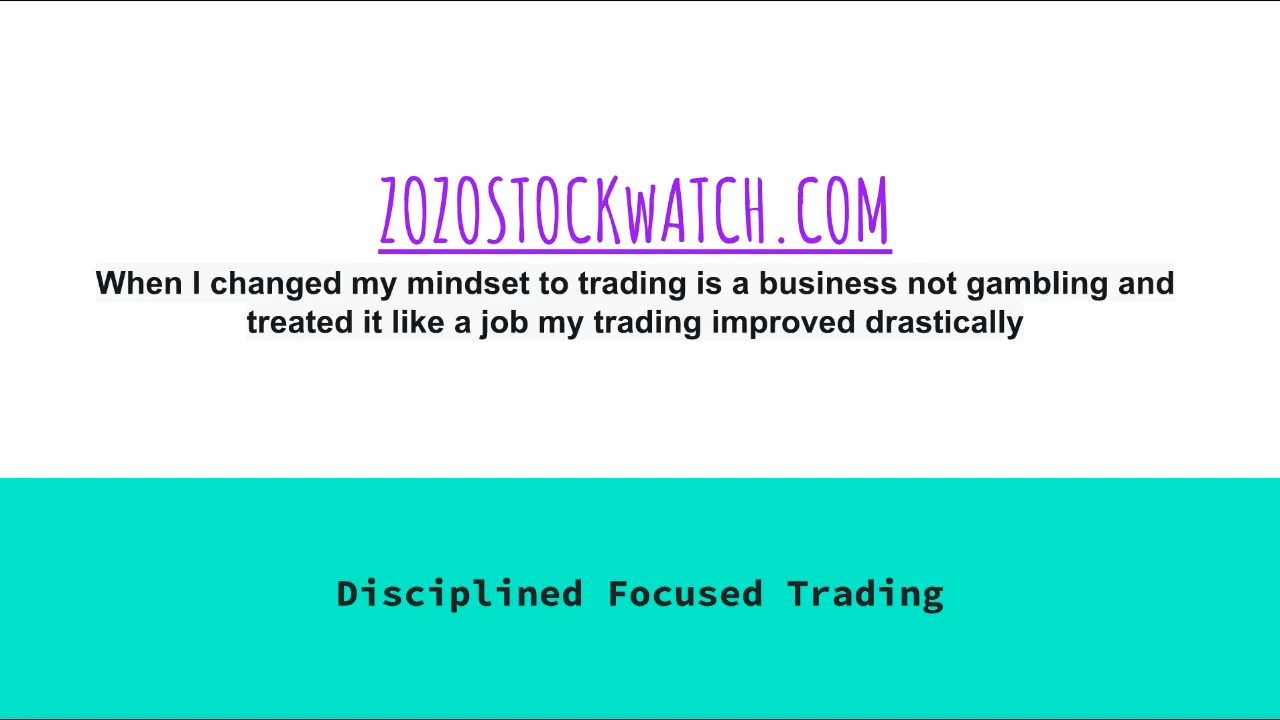 ZOZOSTOCKWATCH.COM
When I changed my mindset to trading is a business not gambling and
treated it like a job my trading improved drastically
Disciplined Focused Trading